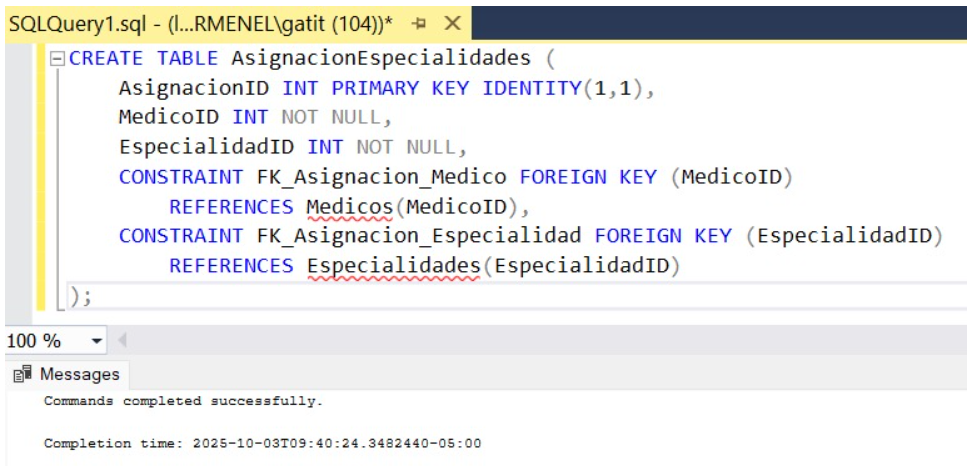 SQLQuery1.sql - (l...RMENEL\gatit (104))*
CREATE TABLE AsignacionEspecialidades (
AsignacionID INT PRIMARY KEY IDENTITY(1,1),
MedicoID INT NOT NULL,
EspecialidadID INT NOT NULL,
CONSTRAINT FK_Asignacion_Medico FOREIGN KEY (MedicoID)
REFERENCES Medicos(MedicoID),
CONSTRAINT FK_Asignacion_Especialidad FOREIGN KEY (EspecialidadID)
REFERENCES Especialidades(EspecialidadID)
);
100 %
Messages
Commands completed successfully.
Completion time: 2025-10-03T09:40:24.3482440-05:00